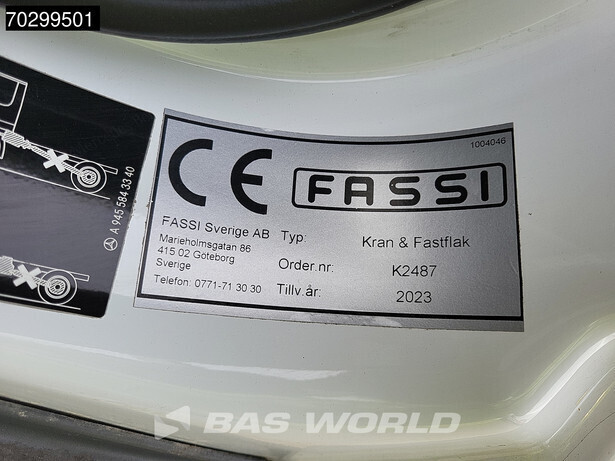 70299501
A 945 584 33 40
1004046
CE
FASSI
FASSI Sverige AB
Marieholmsgatan 86
415 02 Göteborg
Sverige
Telefon: 0771-71 30 30
Typ: Kran & Fastflak
Order.nr: K2487
Tillv.år: 2023
BAS WORLD